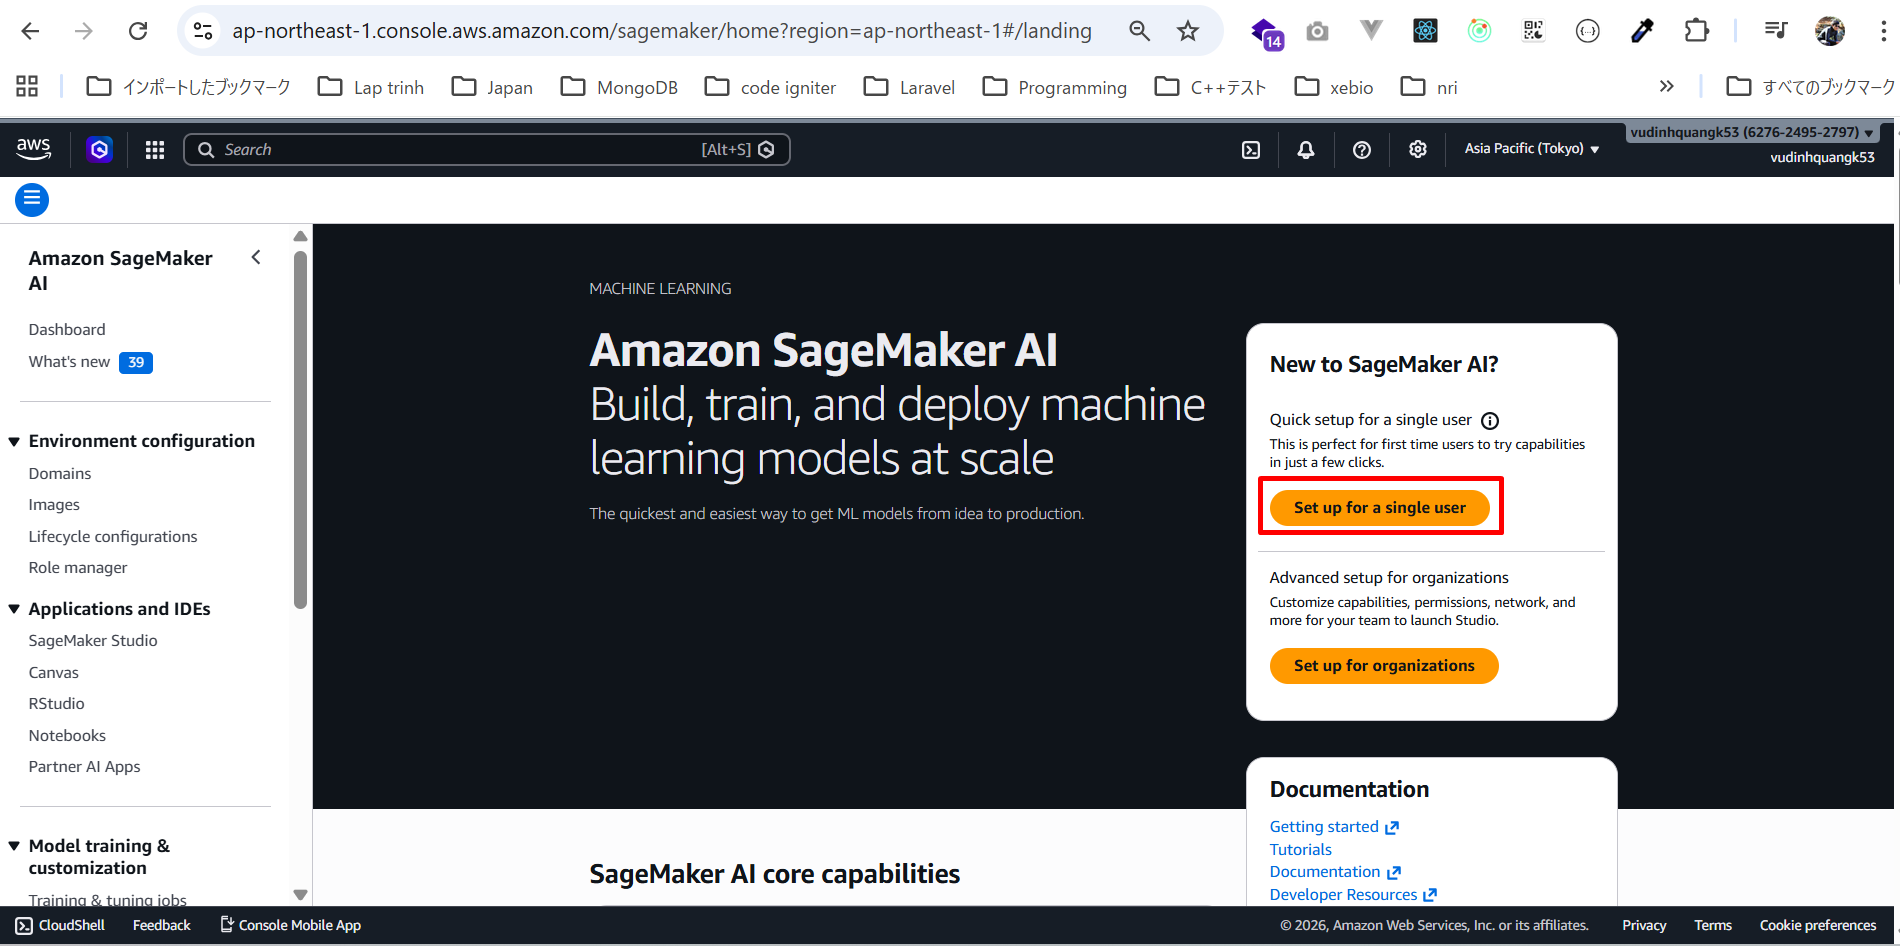 ap-northeast-1.console.aws.amazon.com/sagemaker/home?region=ap-northeast-1#/landing
14
インポートしたブックマーク
Lap trinh
Japan
MongoDB
code igniter
Laravel
Programming
C++テスト
xebio
nri
すべてのブックマーク
aws
Search
[Alt+S]
Asia Pacific (Tokyo)
vudinhquangk53 (6276-2495-2797)
vudinhquangk53
Amazon SageMaker
AI
Dashboard
What's new 39
Environment configuration
Domains
Images
Lifecycle configurations
Role manager
Applications and IDEs
SageMaker Studio
Canvas
RStudio
Notebooks
Partner AI Apps
Model training &
customization
Training & tuning jobs
MACHINE LEARNING
Amazon SageMaker AI
Build, train, and deploy machine
learning models at scale
The quickest and easiest way to get ML models from idea to production.
New to SageMaker AI?
Quick setup for a single user
This is perfect for first time users to try capabilities
in just a few clicks.
Set up for a single user
Advanced setup for organizations
Customize capabilities, permissions, network, and
more for your team to launch Studio.
Set up for organizations
Documentation
Getting started
Tutorials
Documentation
Developer Resources
SageMaker AI core capabilities
CloudShell
Feedback
Console Mobile App
© 2026, Amazon Web Services, Inc. or its affiliates.
Privacy
Terms
Cookie preferences